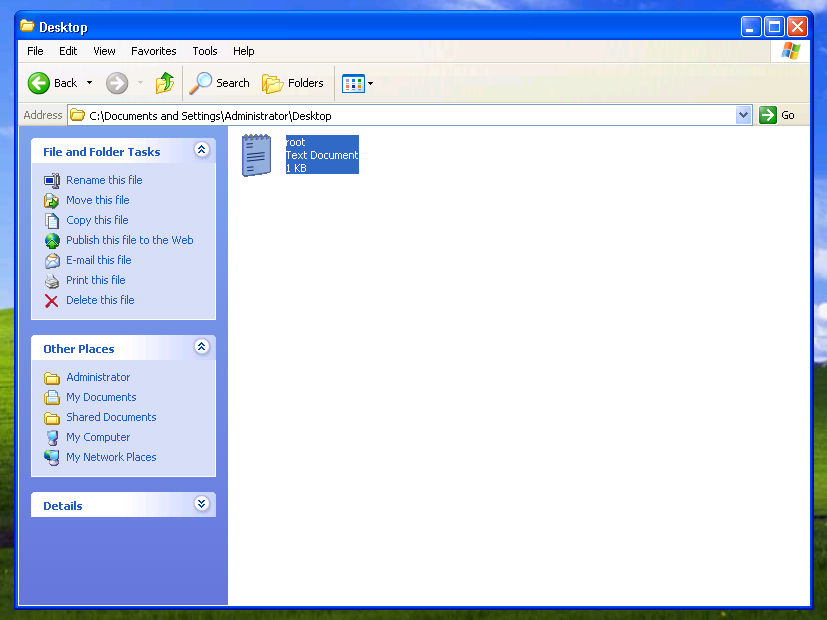 Desktop
File Edit View Favorites Tools Help
Back Search Folders
Address C:\Documents and Settings\Administrator\Desktop Go
File and Folder Tasks
Rename this file
Move this file
Copy this file
Publish this file to the Web
E-mail this file
Print this file
Delete this file
Other Places
Administrator
My Documents
Shared Documents
My Computer
My Network Places
Details
root
Text Document
1 KB